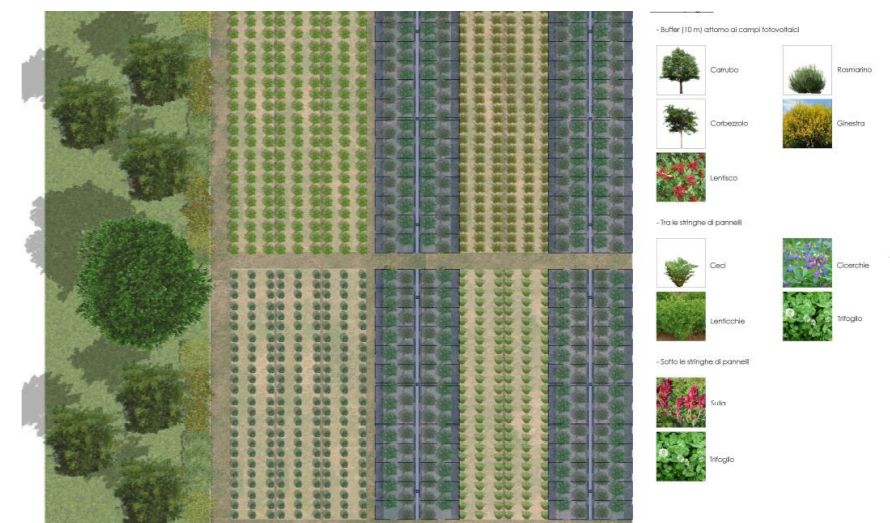 - Buffer (10 m) attorno ai campi fotovoltaici
Carrubo
Rosmarino
Corbezzolo
Ginestra
Lentisco
- Tra le stringhe di pannelli
Ceci
Cicerchie
Lenticchie
Trifoglio
- Sotto le stringhe di pannelli
Sulla
Trifoglio